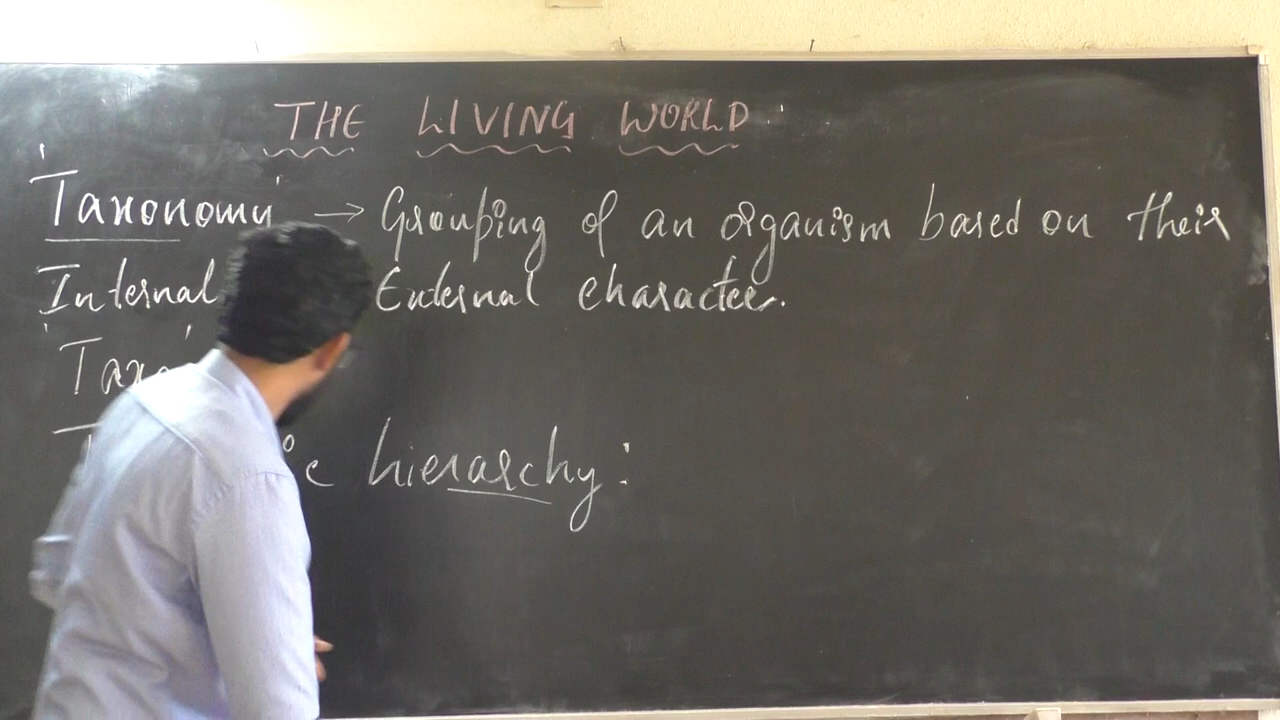 THE LIVING WORLD
Taxonomy → Grouping of an organism based on their
Internal External character.
hierarchy: